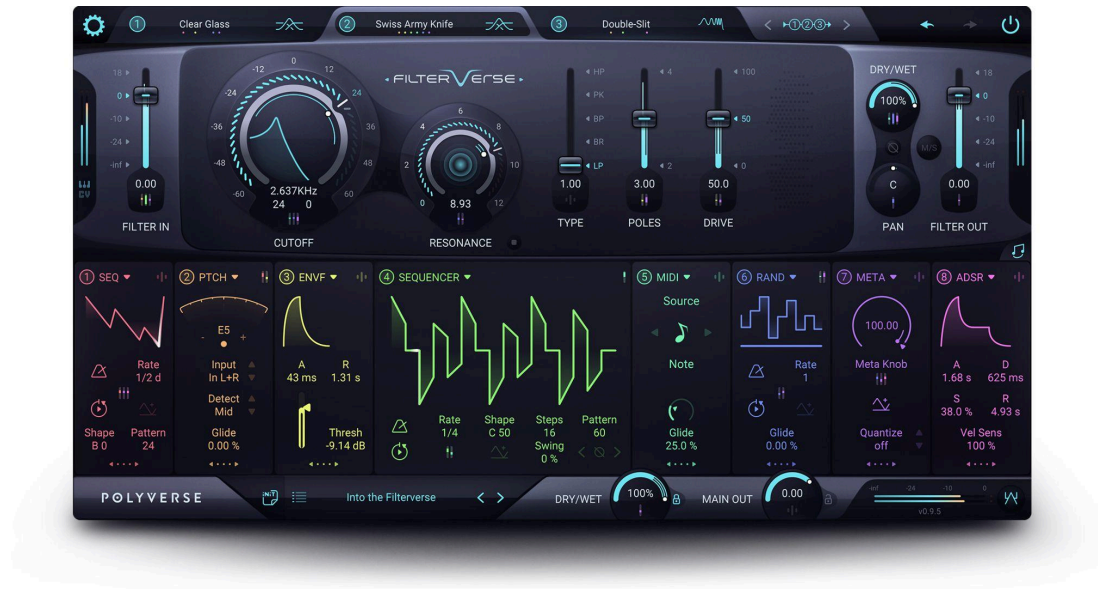 1 Clear Glass
2 Swiss Army Knife
3 Double-Slit
1 2 3
18
0
-10
-24
-inf
0.00
FILTER IN
CV
-60 -48 -36 -24 -12 0 12 24 36 48 60
2.637KHz
24 0
CUTOFF
FILTERVERSE
0 2 4 6 8 10 12
8.93
RESONANCE
HP
PK
BP
BR
LP
1.00
TYPE
4
2
3.00
POLES
100
50
0
50.0
DRIVE
DRY/WET
100%
M/S
C
PAN
18
0
-10
-24
-inf
0.00
FILTER OUT
1 SEQ
Rate
1/2 d
Shape Pattern
B 0 24
2 PTCH
E5
- +
Input
In L+R
Detect
Mid
Glide
0.00 %
3 ENVF
A R
43 ms 1.31 s
Thresh
-9.14 dB
4 SEQUENCER
Rate Shape Steps Pattern
1/4 C 50 16 60
Swing
0 %
5 MIDI
Source
Note
Glide
25.0 %
6 RAND
Rate
1
Glide
0.00 %
7 META
100.00
Meta Knob
Quantize
off
8 ADSR
A D
1.68 s 625 ms
S R
38.0 % 4.93 s
Vel Sens
100 %
POLYVERSE
INIT
Into the Filterverse
DRY/WET
100%
MAIN OUT
0.00
-inf -24 -10 0
v0.9.5